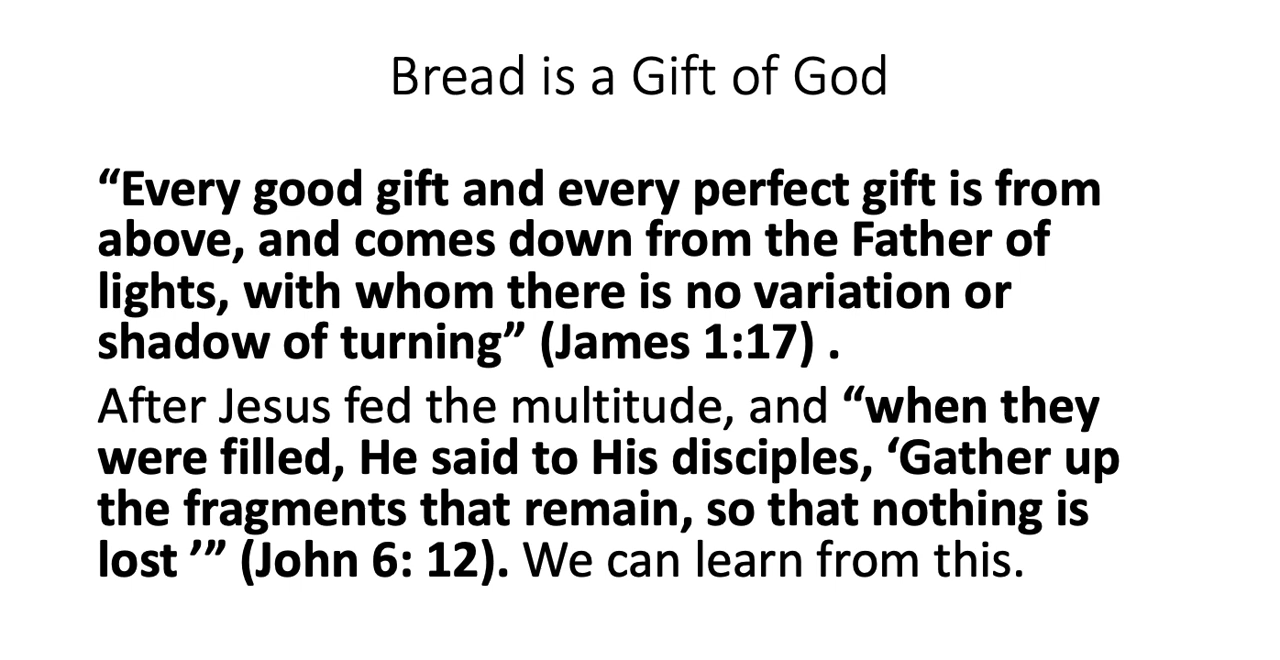 Bread is a Gift of God
“Every good gift and every perfect gift is from
above, and comes down from the Father of
lights, with whom there is no variation or
shadow of turning” (James 1:17) .
After Jesus fed the multitude, and “when they
were filled, He said to His disciples, ‘Gather up
the fragments that remain, so that nothing is
lost ’” (John 6: 12). We can learn from this.